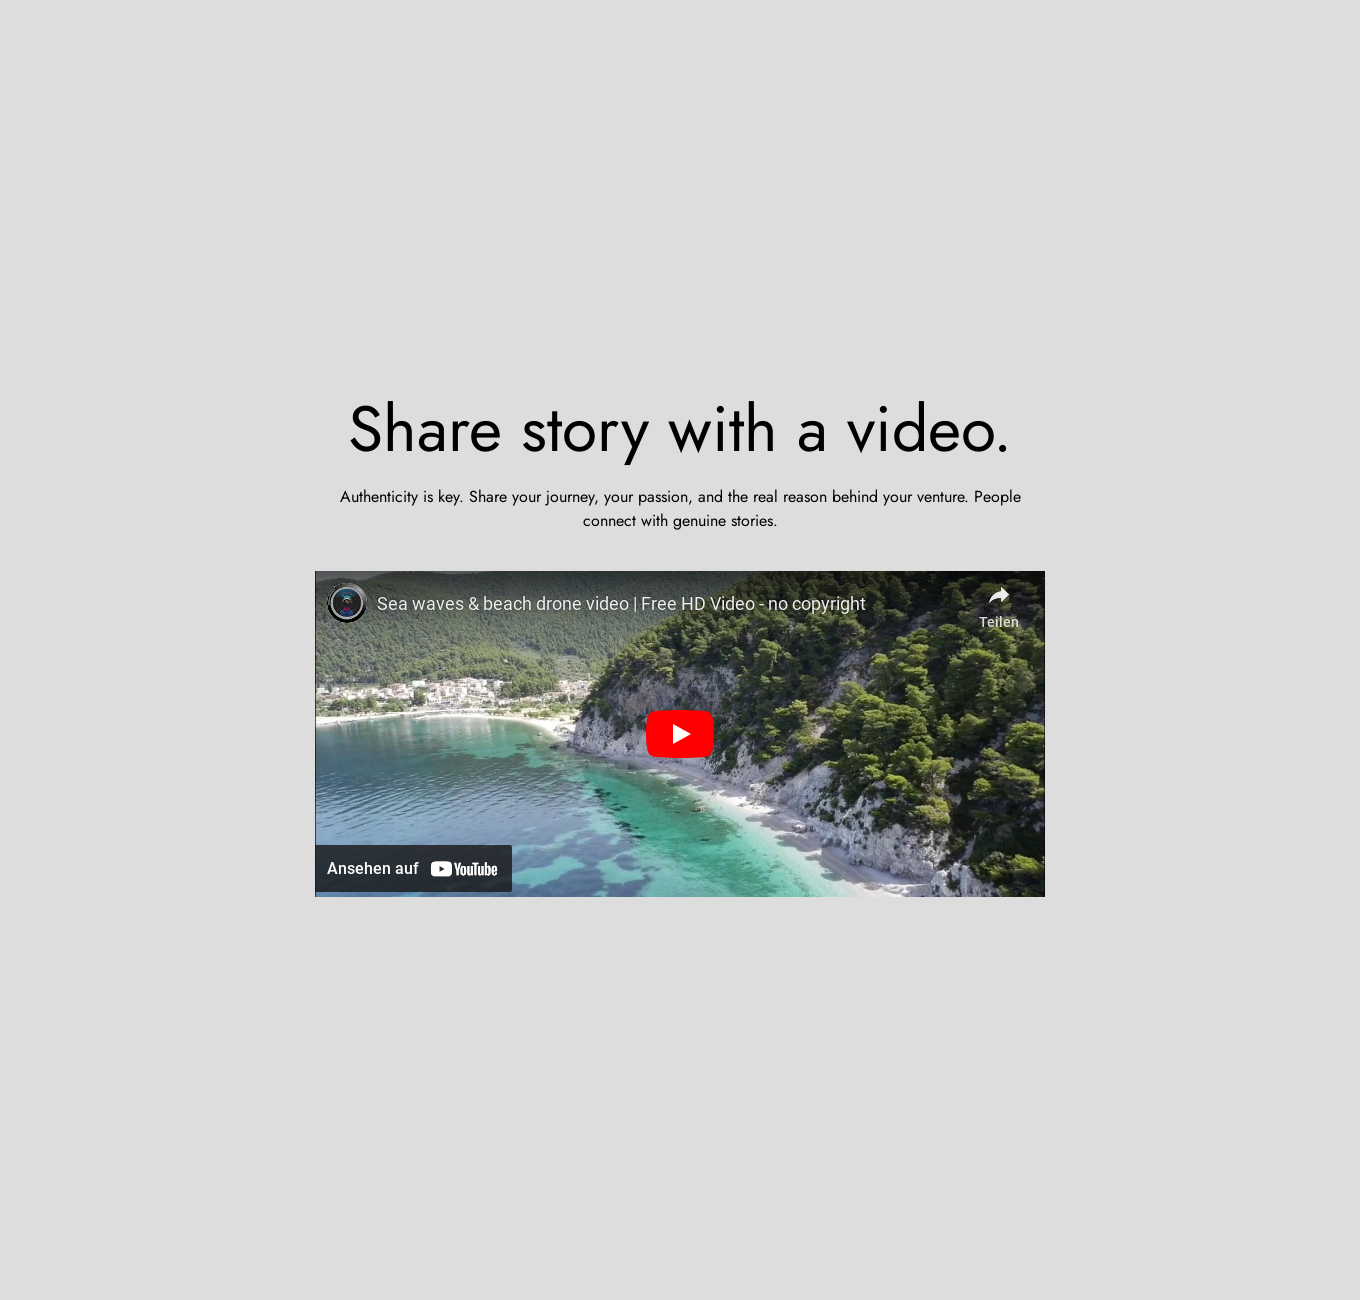 Share story with a video.
Authenticity is key. Share your journey, your passion, and the real reason behind your venture. People
connect with genuine stories.
Sea waves & beach drone video | Free HD Video - no copyright
Teilen
Ansehen auf YouTube